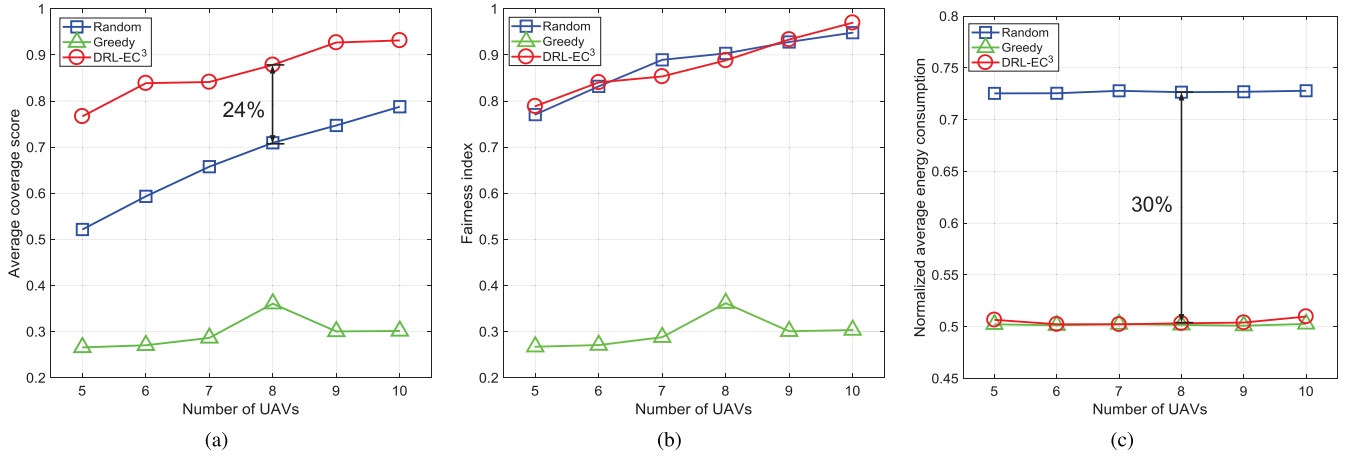 Random
Greedy
DRL-EC³
24%
Average coverage score
1
0.9
0.8
0.7
0.6
0.5
0.4
0.3
0.2
5 6 7 8 9 10
Number of UAVs
(a)
Random
Greedy
DRL-EC³
Fairness index
1
0.9
0.8
0.7
0.6
0.5
0.4
0.3
0.2
5 6 7 8 9 10
Number of UAVs
(b)
Random
Greedy
DRL-EC³
30%
Normalized average energy consumption
0.8
0.75
0.7
0.65
0.6
0.55
0.5
0.45
5 6 7 8 9 10
Number of UAVs
(c)